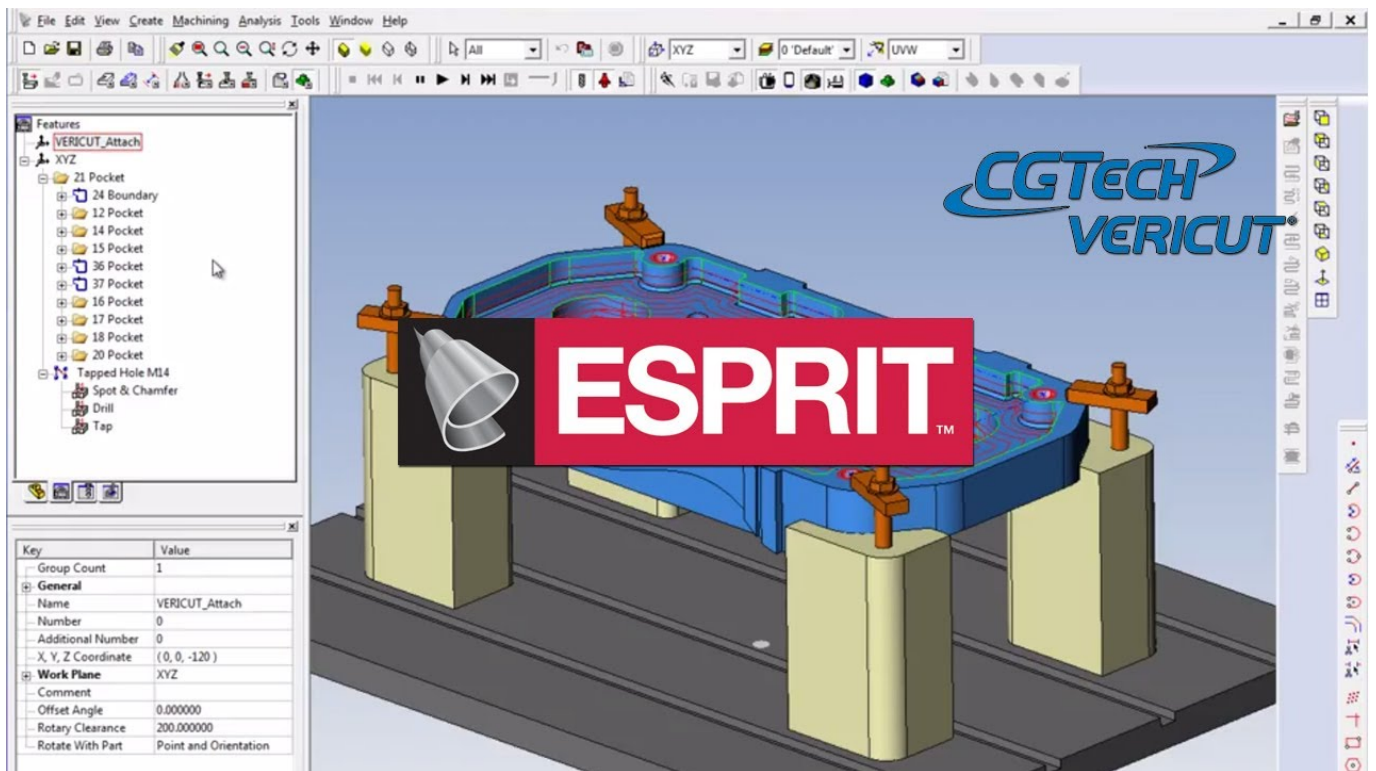 File Edit View Create Machining Analysis Tools Window Help
All XYZ 0 'Default' UVW
Features
VERICUT_Attach
XYZ
21 Pocket
24 Boundary
12 Pocket
14 Pocket
15 Pocket
36 Pocket
37 Pocket
16 Pocket
17 Pocket
18 Pocket
20 Pocket
Tapped Hole M14
Spot & Chamfer
Drill
Tap
CGTECH
VERICUT®
ESPRIT™
Key Value
Group Count 1
General
Name VERICUT_Attach
Number 0
Additional Number 0
X, Y, Z Coordinate ( 0, 0, -120 )
Work Plane XYZ
Comment
Offset Angle 0.000000
Rotary Clearance 200.000000
Rotate With Part Point and Orientation